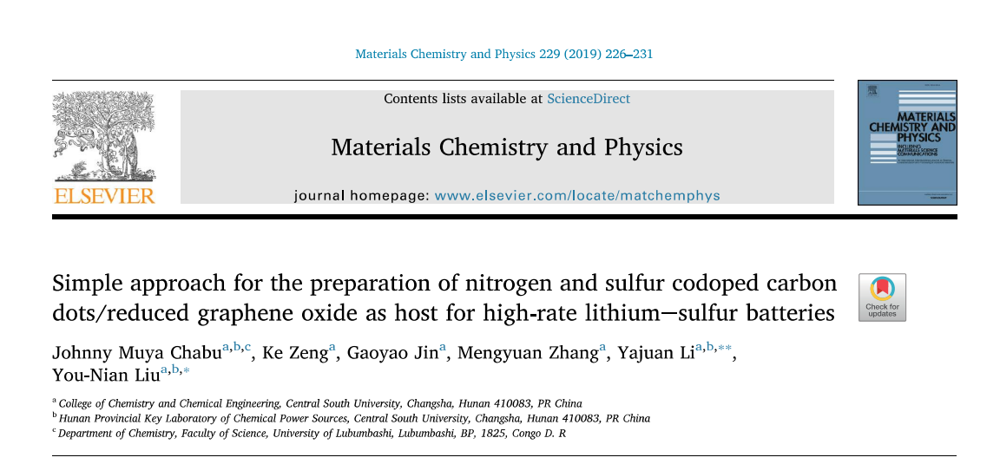 Materials Chemistry and Physics 229 (2019) 226–231
Contents lists available at ScienceDirect
Materials Chemistry and Physics
journal homepage: www.elsevier.com/locate/matchemphys
ELSEVIER
MATERIALS
CHEMISTRY AND
PHYSICS
INCLUDING
MATERIALS SCIENCE
COMMUNICATIONS
Simple approach for the preparation of nitrogen and sulfur codoped carbon
dots/reduced graphene oxide as host for high-rate lithium—sulfur batteries
Check for
updates
Johnny Muya Chabu a,b,c, Ke Zeng a, Gaoyao Jin a, Mengyuan Zhang a, Yajuan Li a,b,**,
You-Nian Liu a,b,*
a College of Chemistry and Chemical Engineering, Central South University, Changsha, Hunan 410083, PR China
b Hunan Provincial Key Laboratory of Chemical Power Sources, Central South University, Changsha, Hunan 410083, PR China
c Department of Chemistry, Faculty of Science, University of Lubumbashi, Lubumbashi, BP, 1825, Congo D. R